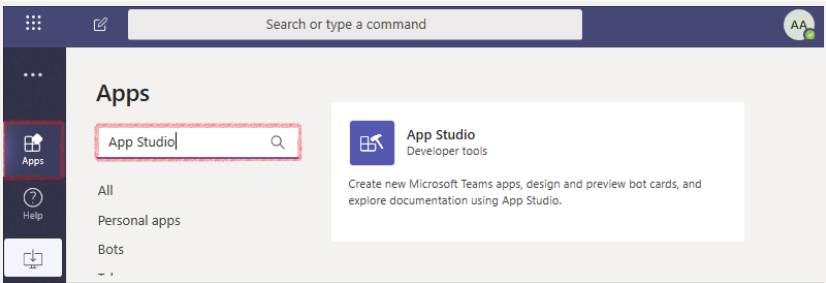 Search or type a command
AA
Apps
App Studio
App Studio
Developer tools
Create new Microsoft Teams apps, design and preview bot cards, and
explore documentation using App Studio.
Apps
Help
All
Personal apps
Bots